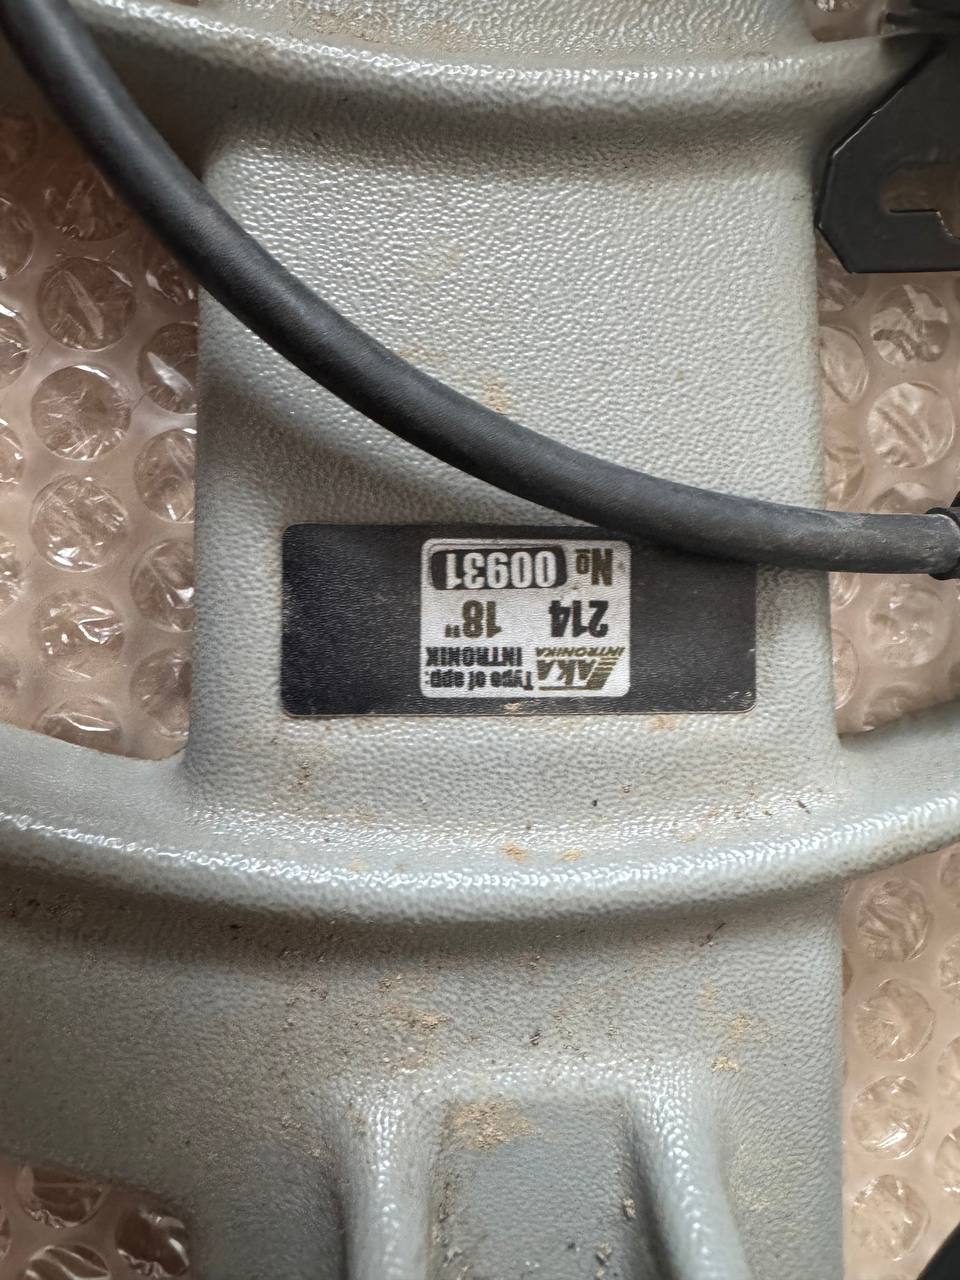 AKA
INTRONIKA
Type of app:
INTRONIK
214 18"
№ 00931